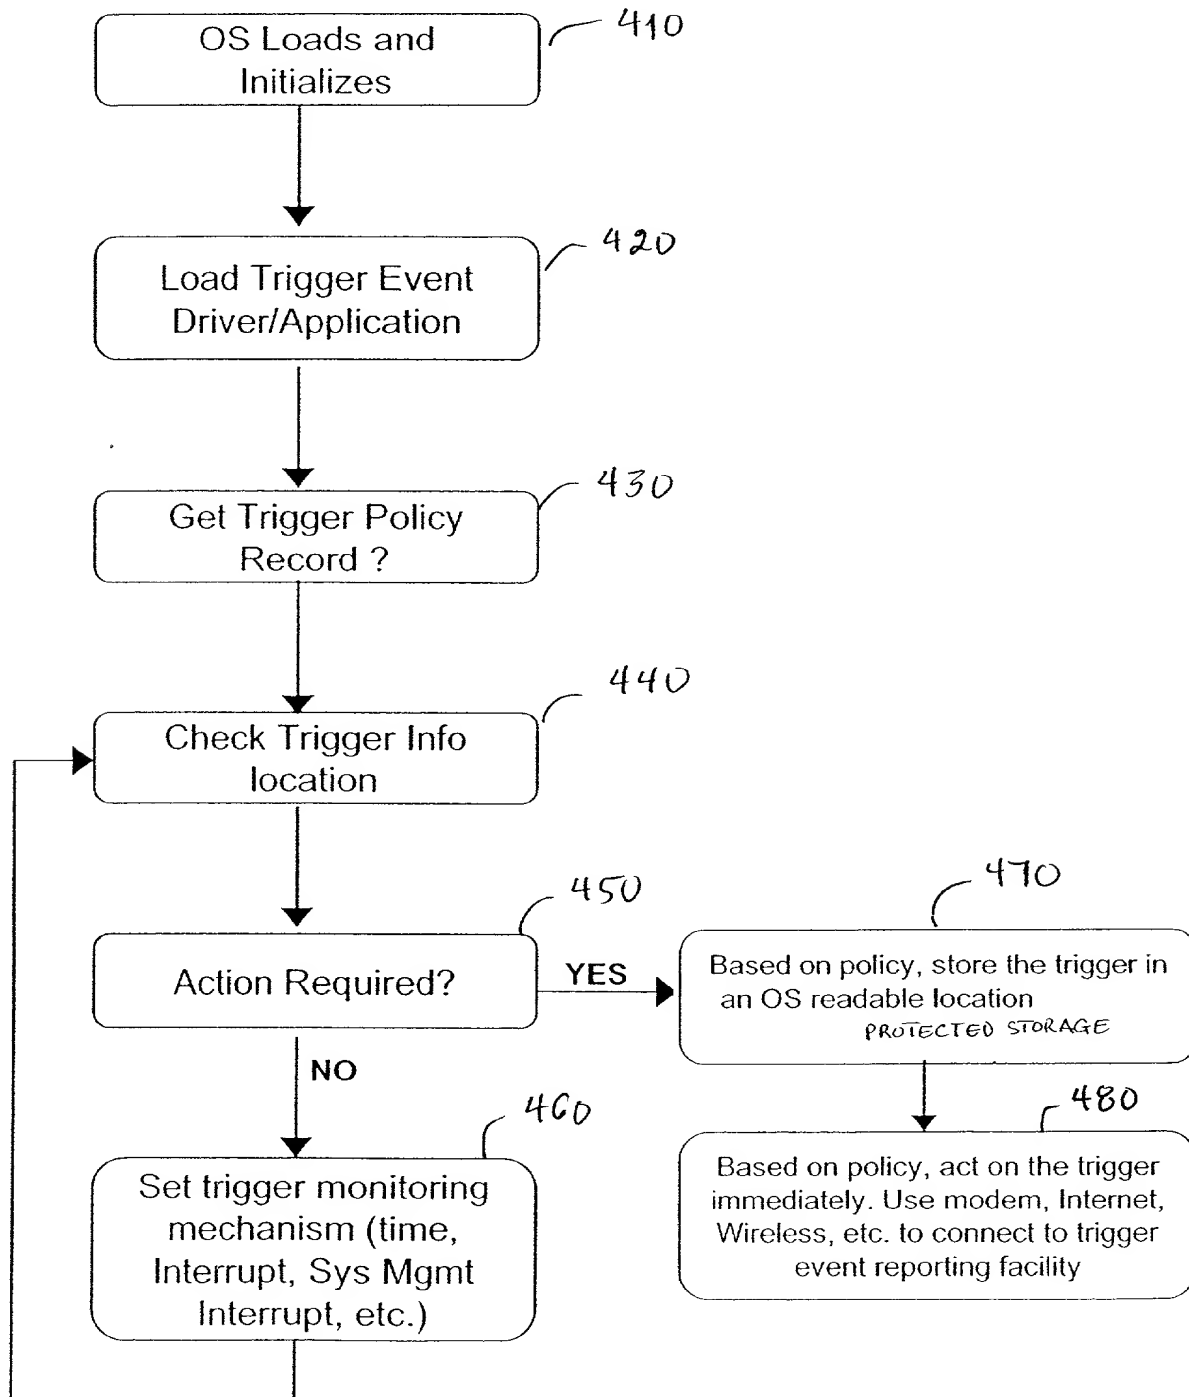 OS Loads and
Initializes
410
Load Trigger Event
Driver/Application
420
Get Trigger Policy
Record ?
430
Check Trigger Info
location
440
Action Required?
450
YES
NO
Based on policy, store the trigger in
an OS readable location
PROTECTED STORAGE
470
Set trigger monitoring
mechanism (time,
Interrupt, Sys Mgmt
Interrupt, etc.)
460
Based on policy, act on the trigger
immediately. Use modem, Internet,
Wireless, etc. to connect to trigger
event reporting facility
480